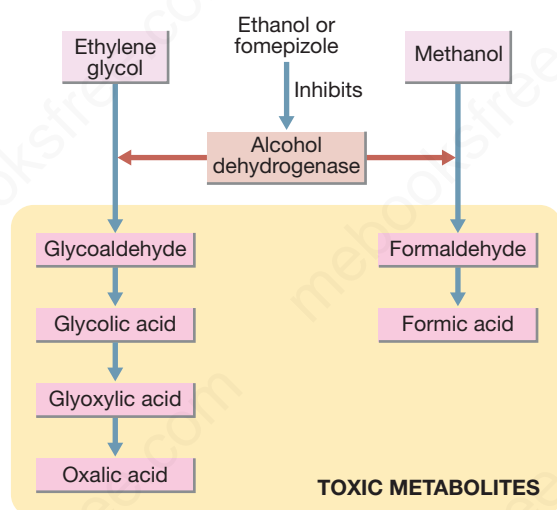 Ethylene
glycol
Ethanol or
fomepizole
Methanol
Inhibits
Alcohol
dehydrogenase
Glycoaldehyde
Formaldehyde
Glycolic acid
Formic acid
Glyoxylic acid
Oxalic acid
TOXIC METABOLITES